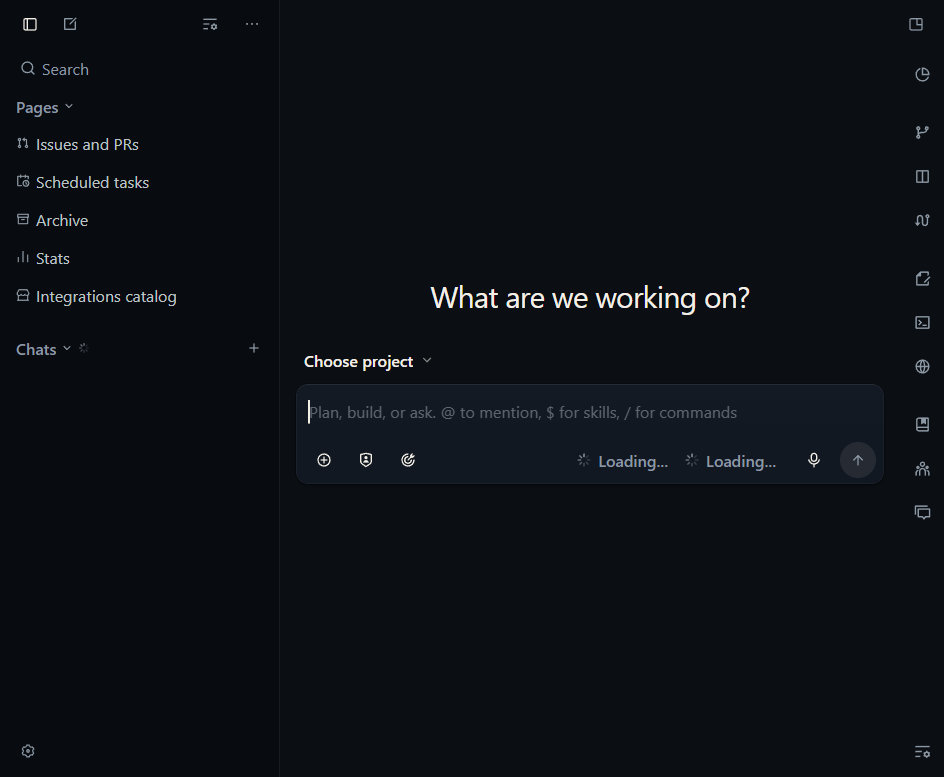 Search
Pages
Issues and PRs
Scheduled tasks
Archive
Stats
Integrations catalog
Chats
What are we working on?
Choose project
Plan, build, or ask. @ to mention, $ for skills, / for commands
Loading... Loading...